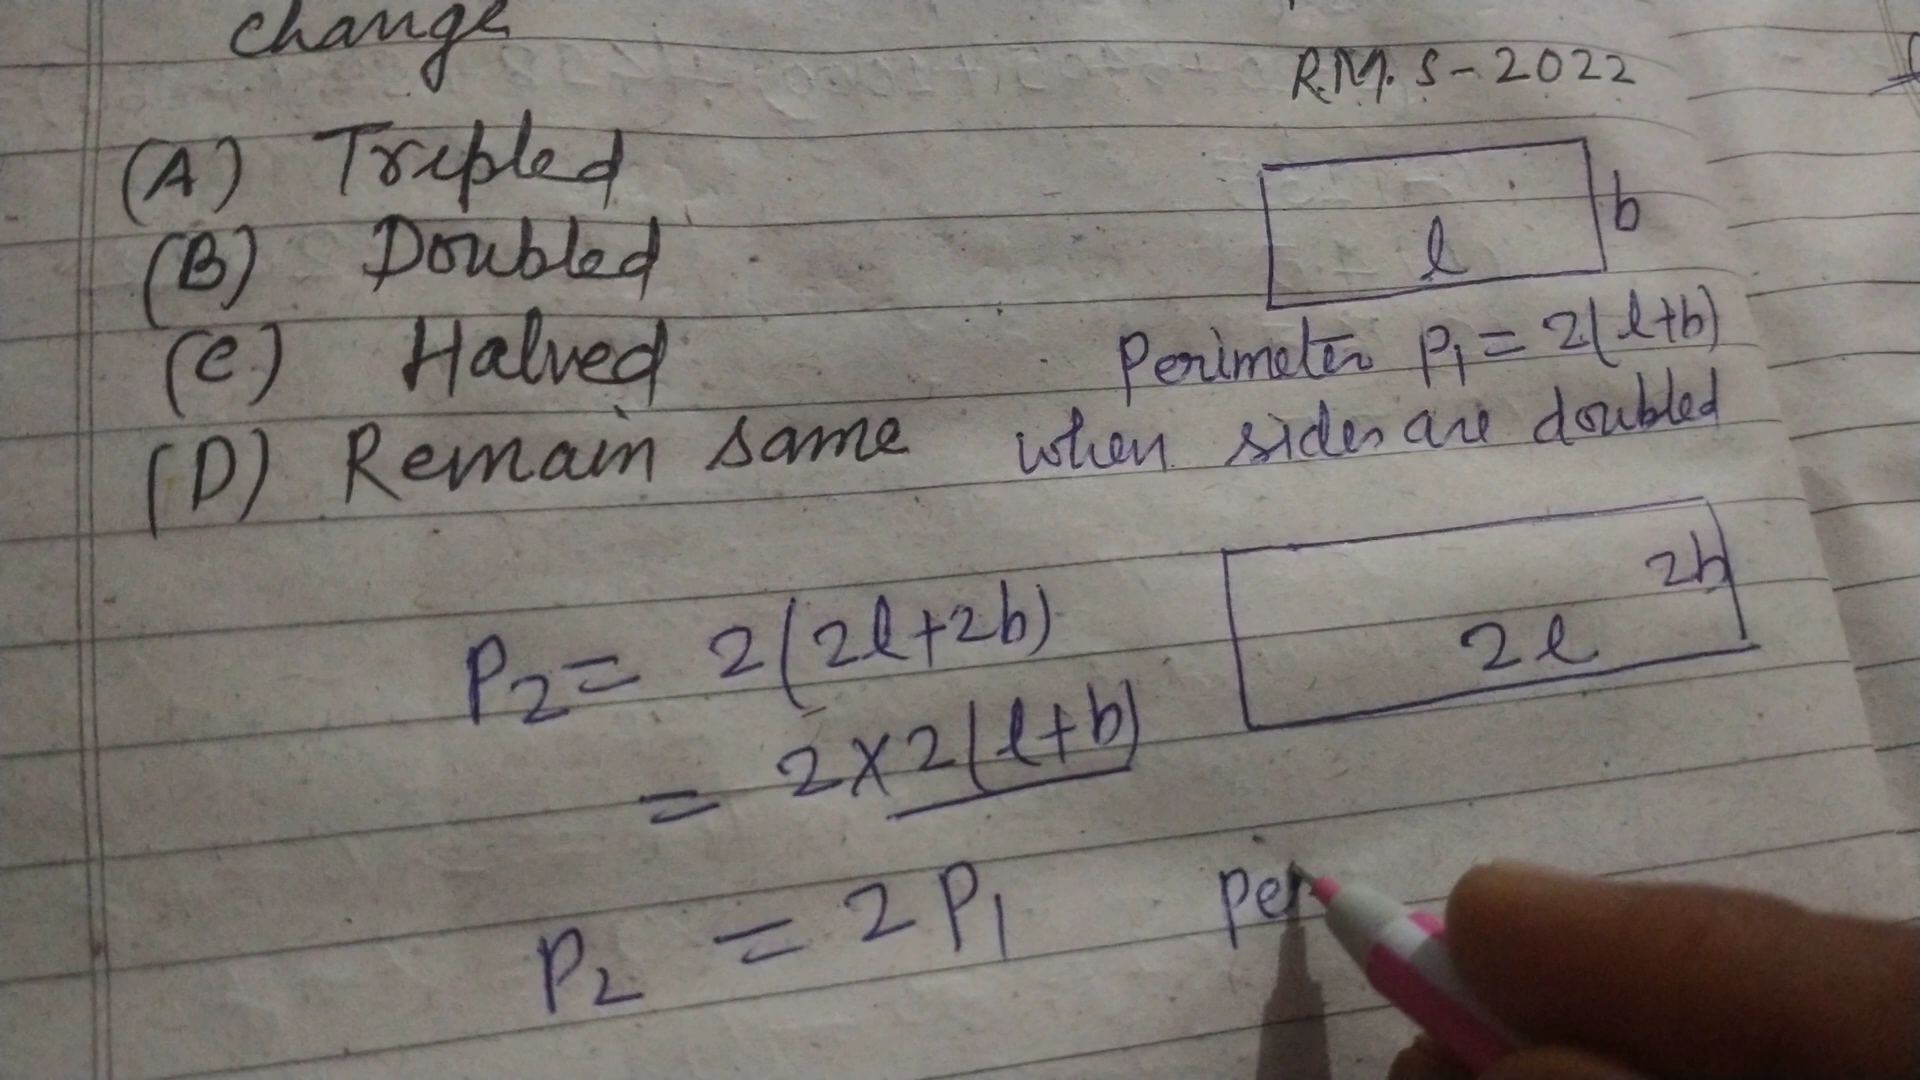 change
R.M.S-2022
(A) Tripled
(B) Doubled
(C) Halved
(D) Remain same
l
b
Perimeter P₁ = 2(l+b)
when sides are doubled
2b
2l
P₂ = 2(2l+2b)
= 2×2(l+b)
P₂ = 2P₁
per